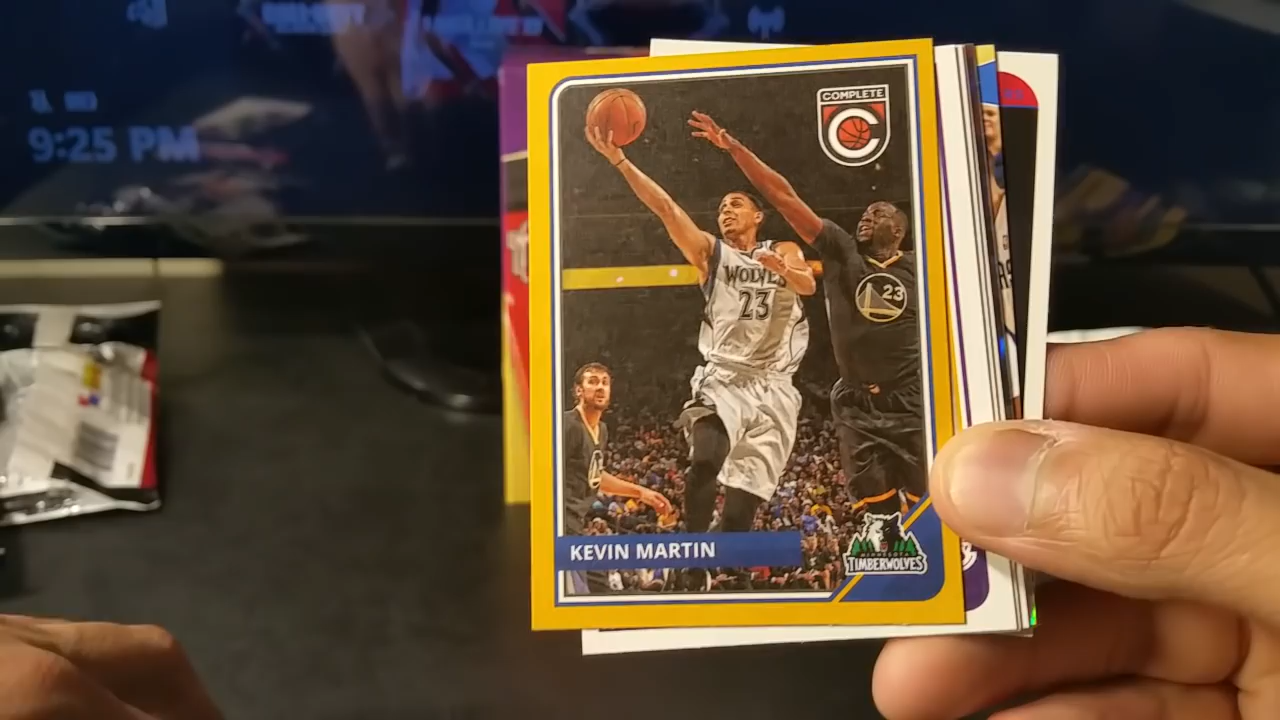 9:25 PM
COMPLETE
C
WOLVES
23
23
KEVIN MARTIN
MINNESOTA
TIMBERWOLVES